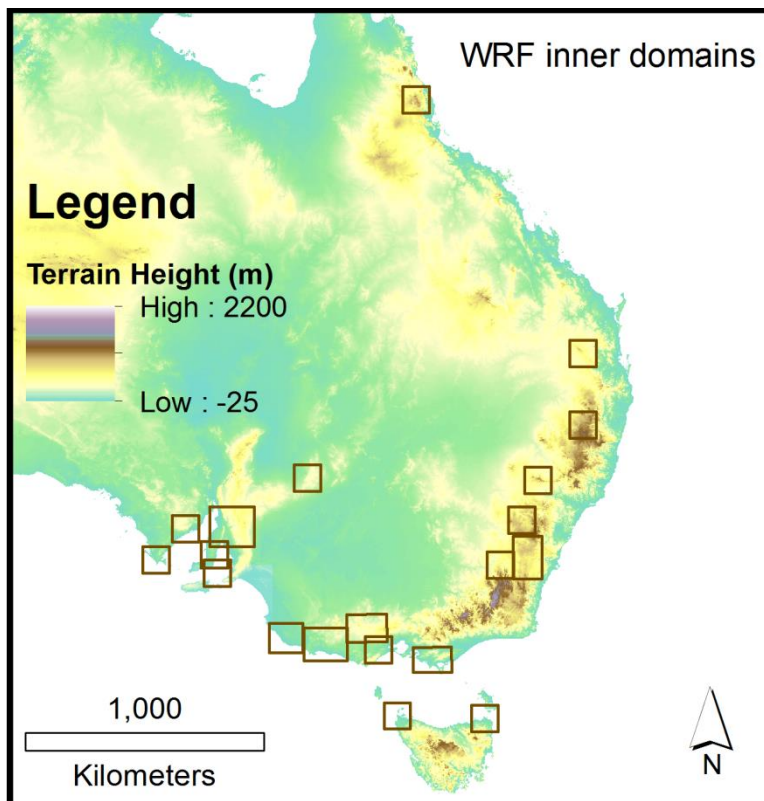 WRF inner domains
Legend
Terrain Height (m)
High : 2200
Low : -25
1,000
Kilometers
N